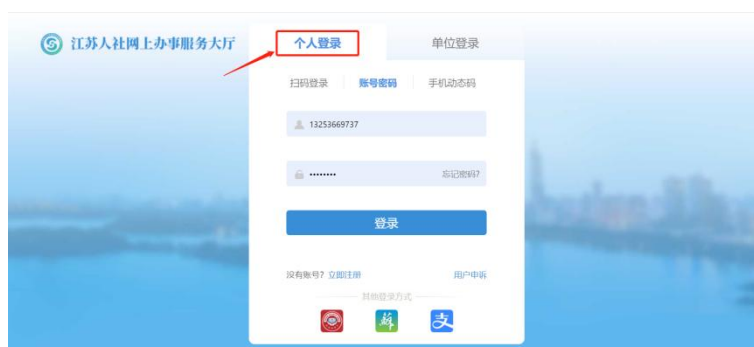 江苏人社网上办事服务大厅
个人登录 单位登录
扫码登录 账号密码 手机动态码
13253669737
•••••••• 忘记密码?
登录
没有账号? 立即注册 用户申诉
其他登录方式
苏
支